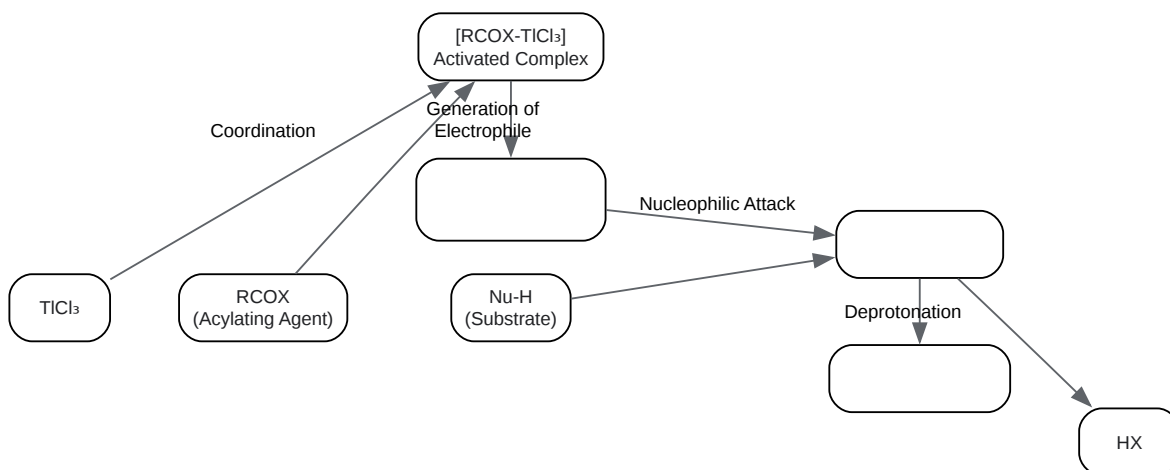 [RCOX-TlCl₃]
Activated Complex
Coordination
Generation of
Electrophile
Nucleophilic Attack
TlCl₃
RCOX
(Acylating Agent)
Nu-H
(Substrate)
Deprotonation
HX